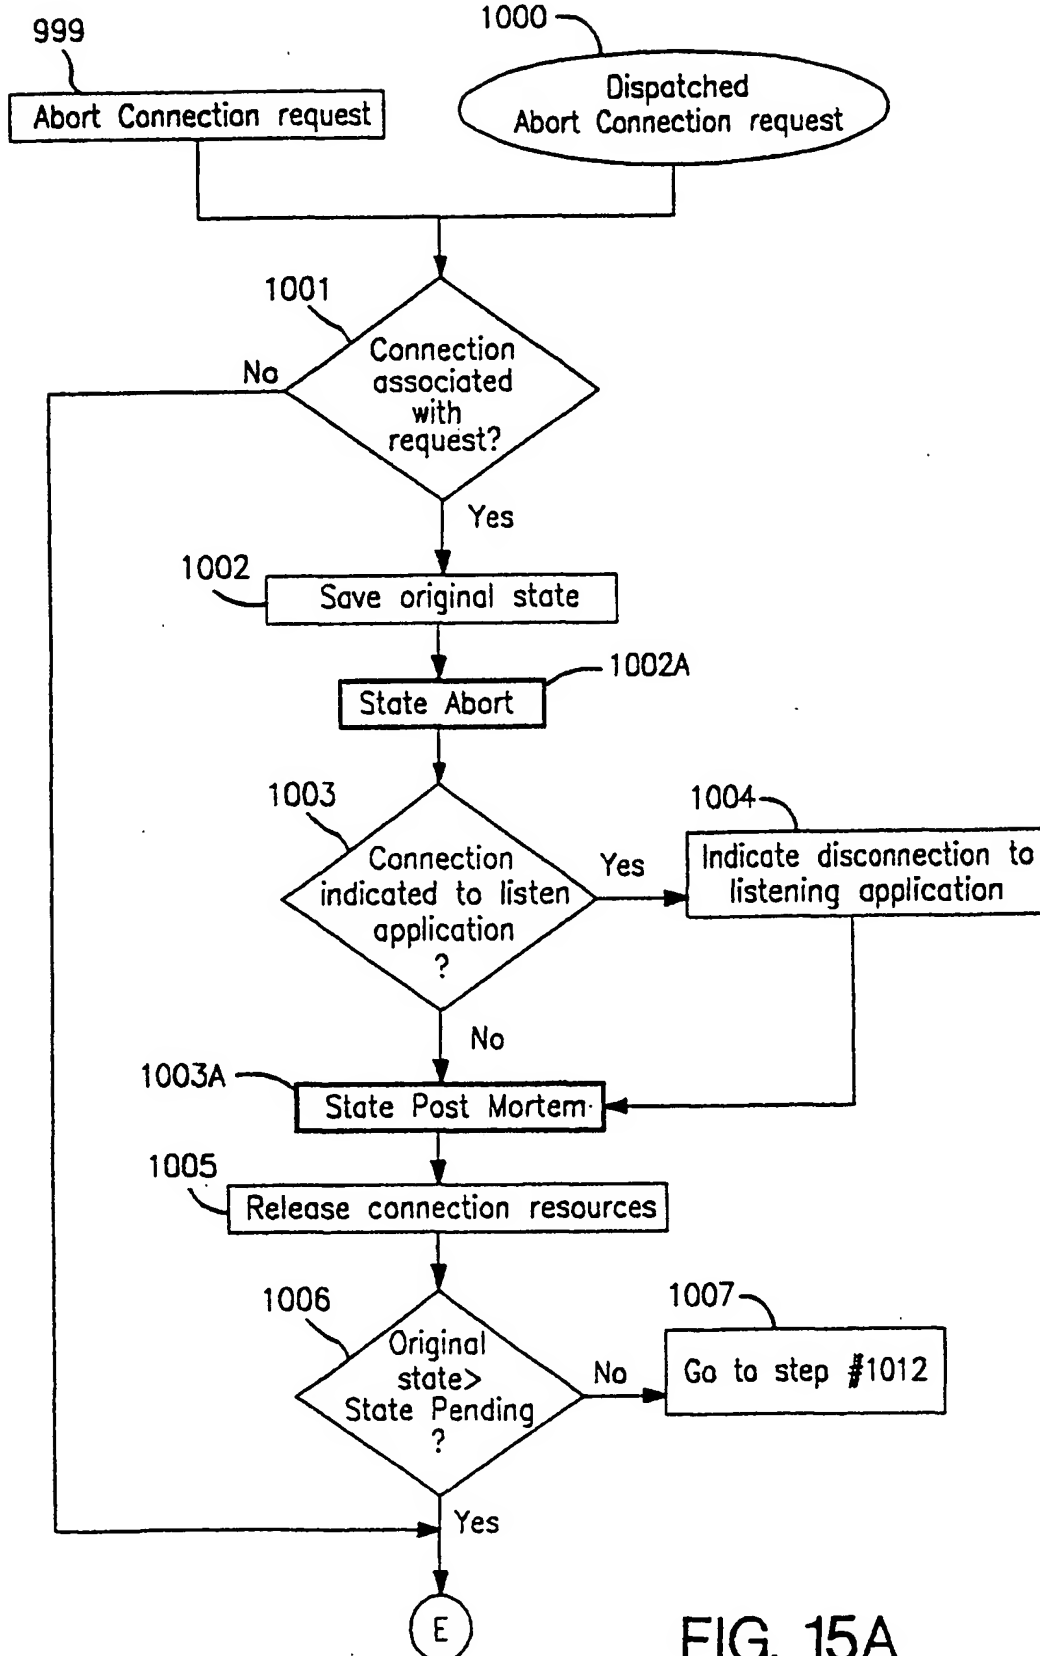 999
1000
Abort Connection request
Dispatched
Abort Connection request
1001
Connection
associated
with
request?
No
Yes
1002
Save original state
1002A
State Abort
1003
Connection
indicated to listen
application
?
Yes
1004
Indicate disconnection to
listening application
No
1003A
State Post Mortem
1005
Release connection resources
1006
Original
state>
State Pending
?
No
1007
Go to step #1012
Yes
E
FIG. 15A